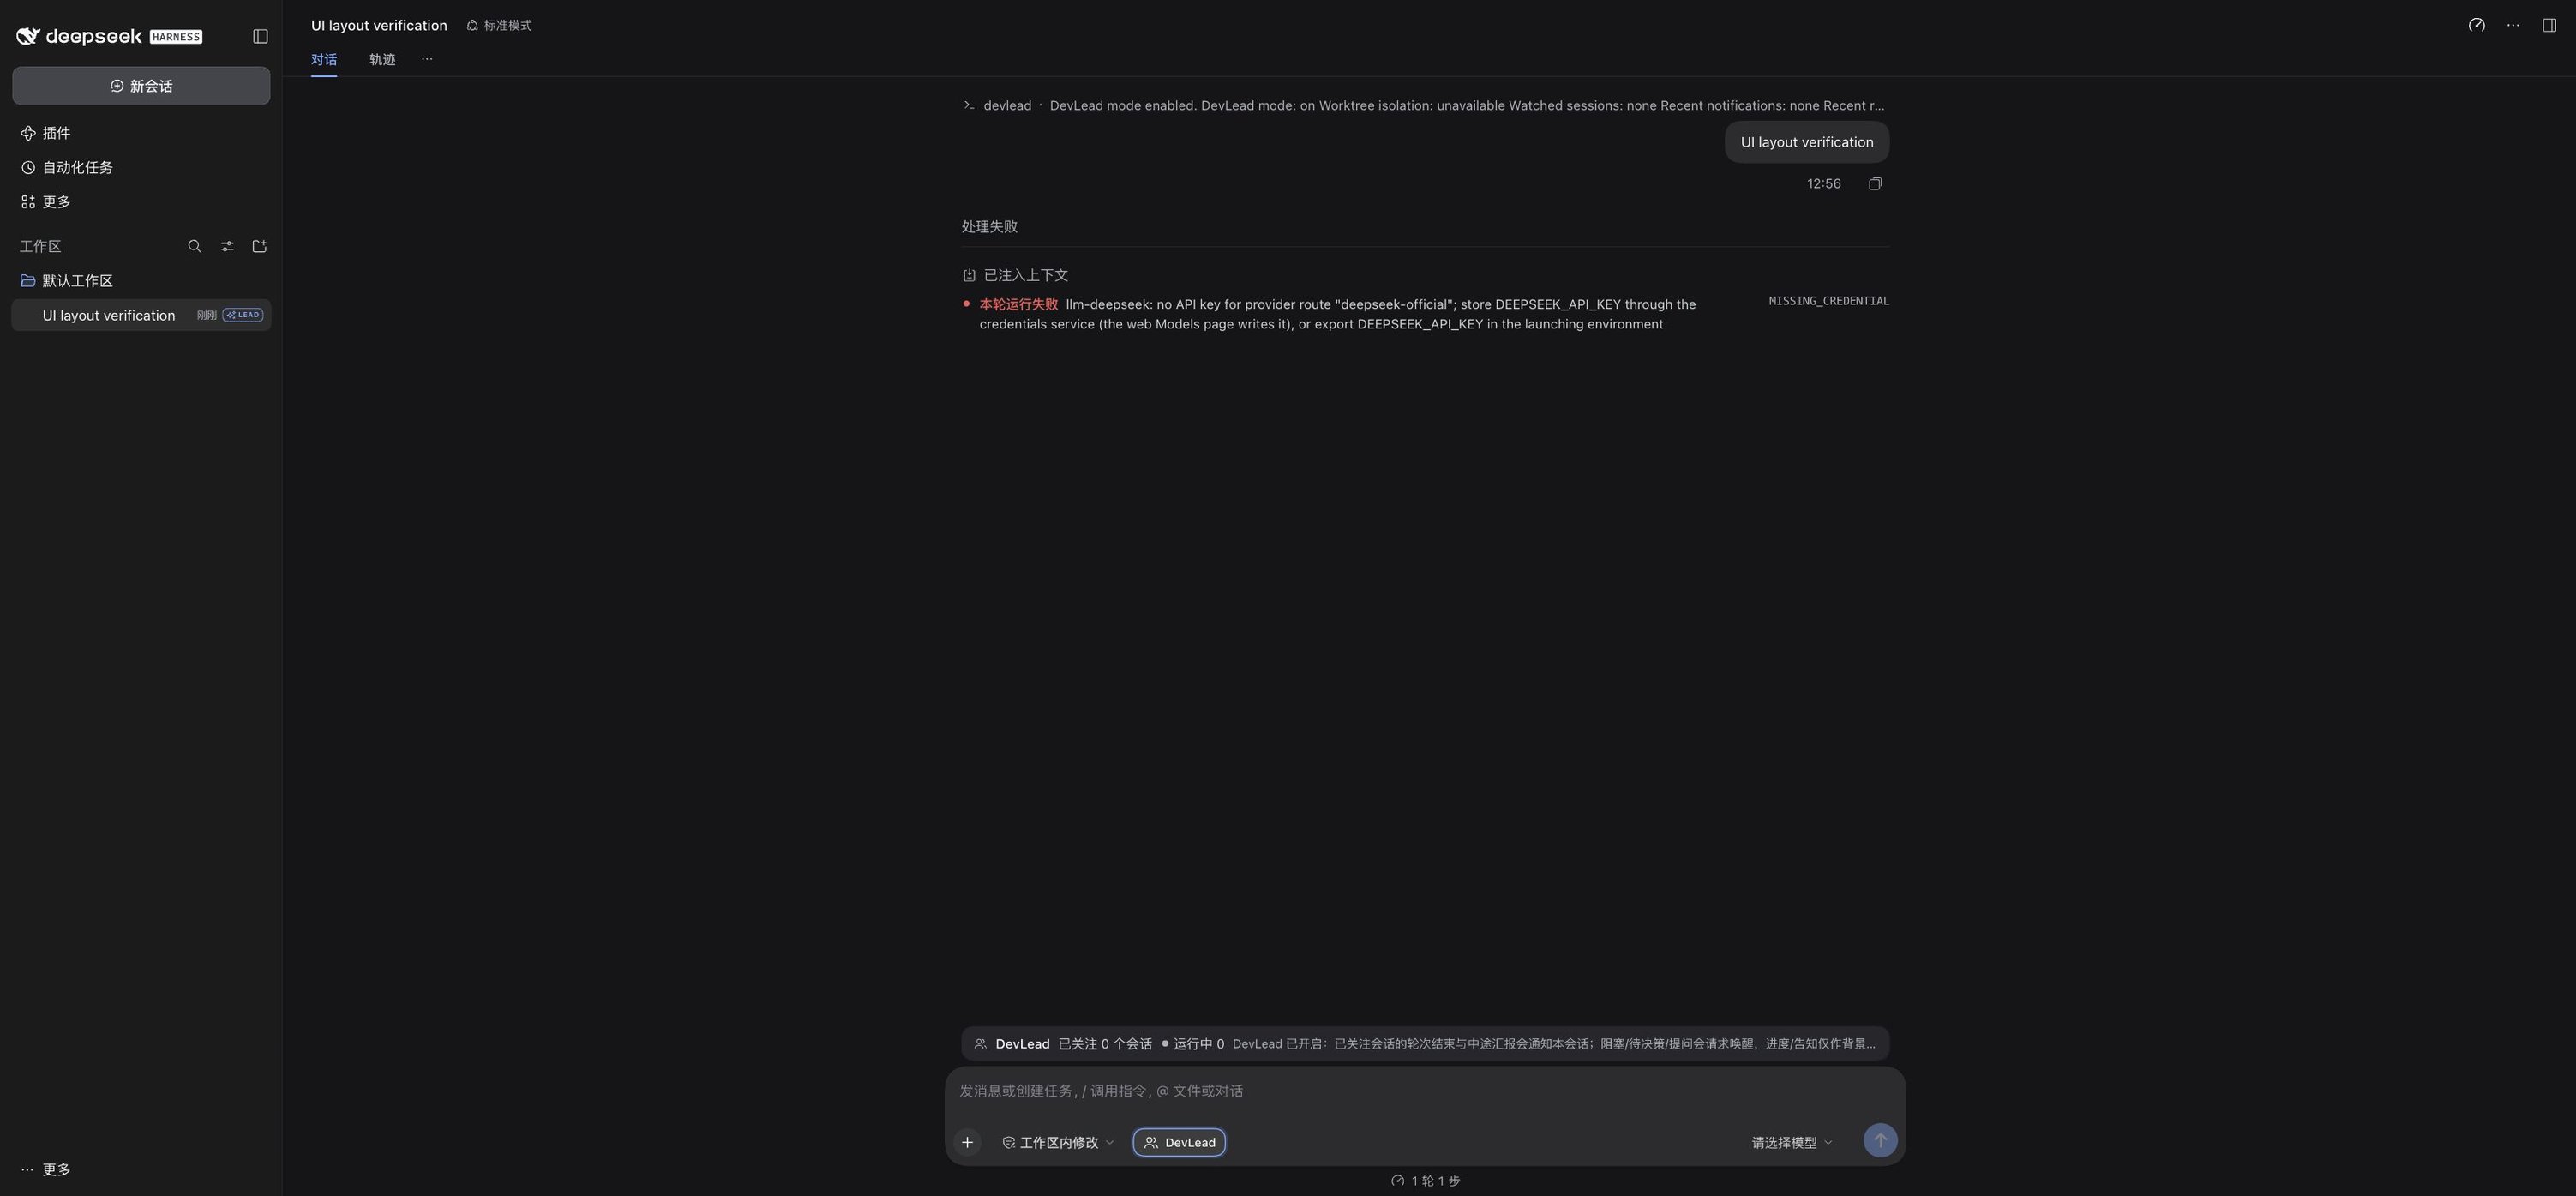 deepseek HARNESS
新会话
插件
自动化任务
更多
工作区
默认工作区
UI layout verification 刚刚 LEAD
更多
UI layout verification 标准模式
对话 轨迹 ···
devlead · DevLead mode enabled. DevLead mode: on Worktree isolation: unavailable Watched sessions: none Recent notifications: none Recent r...
UI layout verification
12:56
处理失败
已注入上下文
本轮运行失败 llm-deepseek: no API key for provider route "deepseek-official"; store DEEPSEEK_API_KEY through the
credentials service (the web Models page writes it), or export DEEPSEEK_API_KEY in the launching environment
MISSING_CREDENTIAL
DevLead 已关注 0 个会话 运行中 0 DevLead 已开启：已关注会话的轮次结束与中途汇报会通知本会话；阻塞/待决策/提问会请求唤醒，进度/告知仅作背景...
发消息或创建任务, / 调用指令, @ 文件或对话
工作区内修改 DevLead 请选择模型
1 轮 1 步